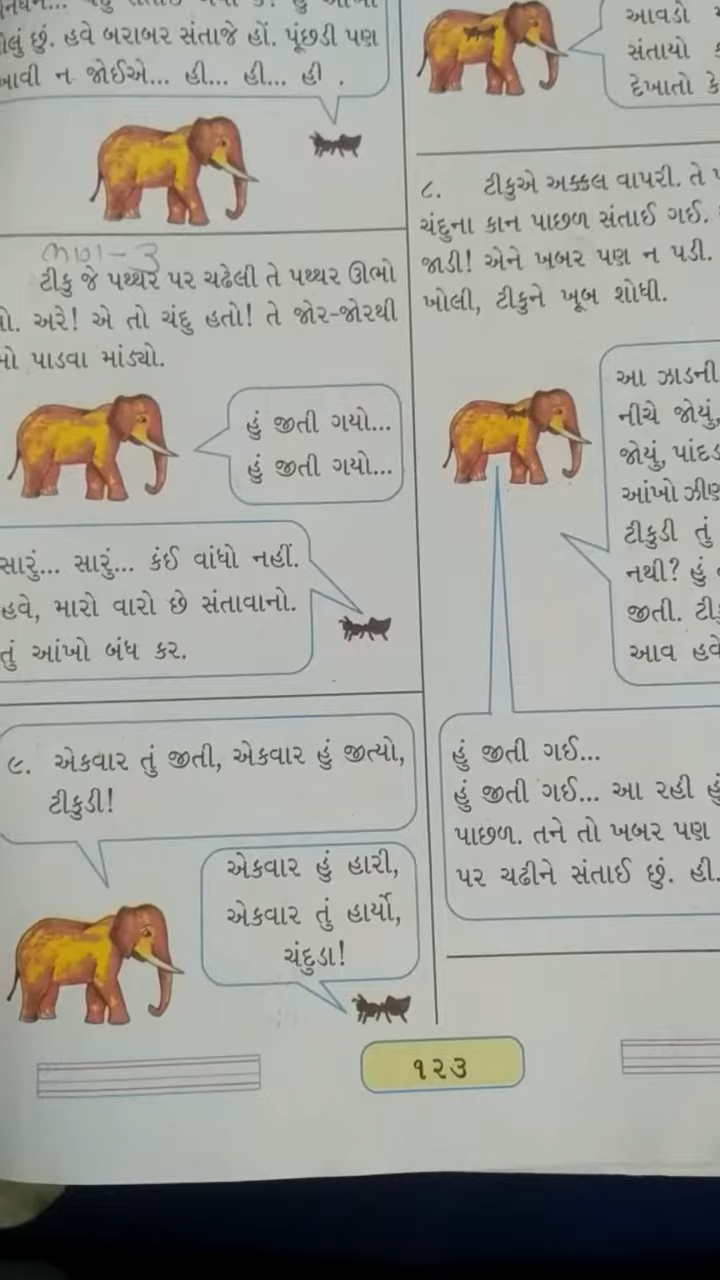 છું. હવે બરાબર સંતાજે હોં. પૂંછડી પણ
ન જોઈએ... હી... હી... હી .
ટીકુ જે પથ્થર પર ચઢેલી તે પથ્થર ઊભો
અરે! એ તો ચંદુ હતો! તે જોર-જોરથી
પાડવા માંડ્યો.
હું જીતી ગયો...
હું જીતી ગયો...
સારું... સારું... કંઈ વાંધો નહીં.
હવે, મારો વારો છે સંતાવાનો.
તું આંખો બંધ કર.
૯. એકવાર તું જીતી, એકવાર હું જીત્યો,
ટીકુડી!
એકવાર હું હારી,
એકવાર તું હાર્યો,
ચંદુડા!
આવડો
સંતાયો
દેખાતો
૮. ટીકુએ અક્કલ વાપરી. તે
ચંદુના કાન પાછળ સંતાઈ ગઈ.
જાડી! એને ખબર પણ ન પડી.
ખોલી, ટીકુને ખૂબ શોધી.
આ ઝાડની
નીચે જોયું,
જોયું,
આંખો
ટીકુડી તું
નથી? હું
જીતી.
આવ હવે
હું જીતી ગઈ...
હું જીતી ગઈ... આ રહી હું
પાછળ. તને તો ખબર પણ
પર ચઢીને સંતાઈ છું. હી.
૧૨૩